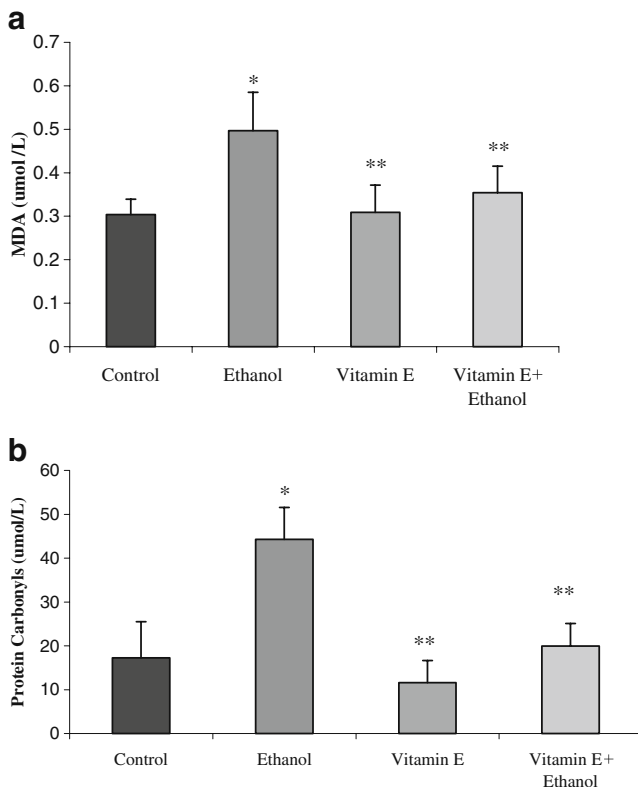 a
MDA (umol /L)
0.7
0.6
0.5
0.4
0.3
0.2
0.1
0
*
**
**
Control
Ethanol
Vitamin E
Vitamin E+
Ethanol
b
Protein Carbonyls (umol/L)
60
50
40
30
20
10
0
*
**
**
Control
Ethanol
Vitamin E
Vitamin E+
Ethanol